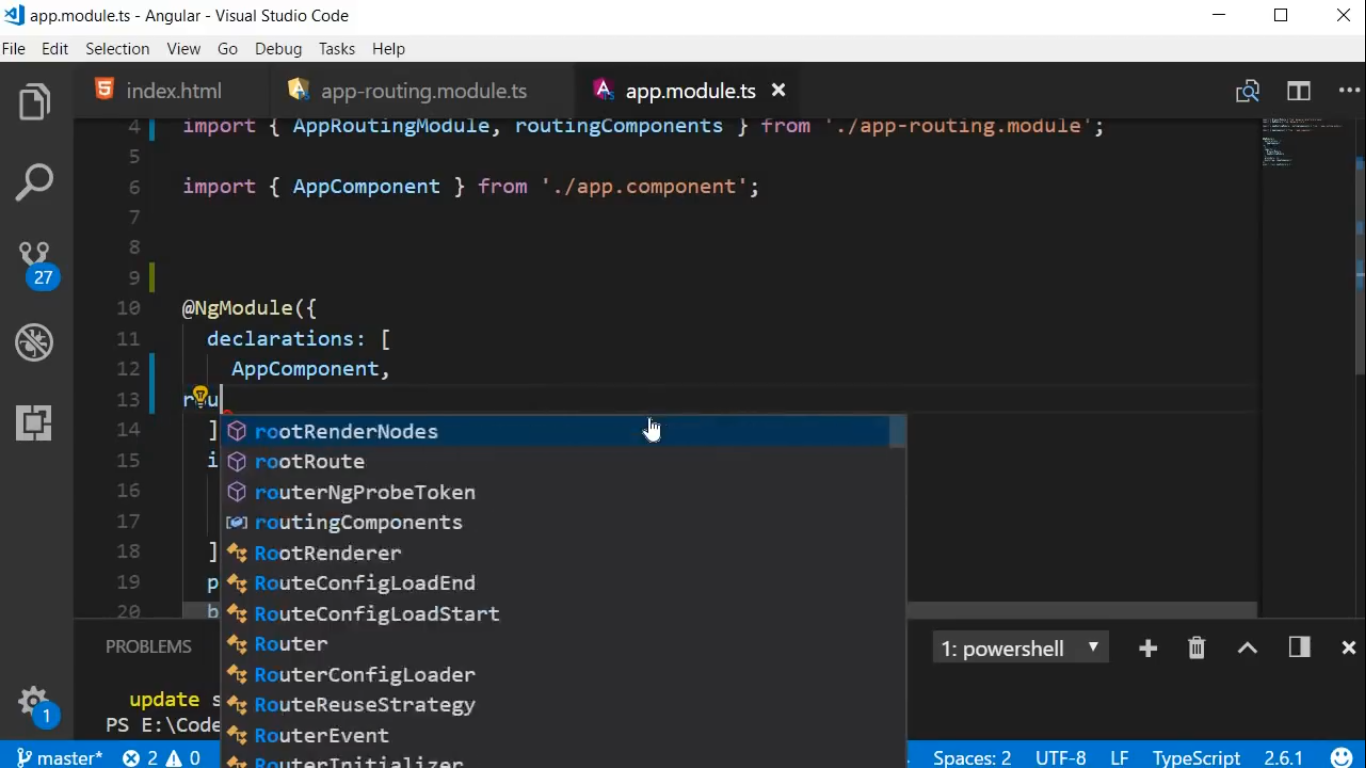 app.module.ts - Angular - Visual Studio Code
File Edit Selection View Go Debug Tasks Help
index.html app-routing.module.ts app.module.ts
4 import { AppRoutingModule, routingComponents } from './app-routing.module';
5
6 import { AppComponent } from './app.component';
7
8
27
9
10 @NgModule({
11 declarations: [
12 AppComponent,
13 rou
14 ]
15 i
16
17
18 ]
19 p
20 b
rootRenderNodes
rootRoute
routerNgProbeToken
routingComponents
RootRenderer
RouteConfigLoadEnd
RouteConfigLoadStart
Router
RouterConfigLoader
RouteReuseStrategy
RouterEvent
RouterInitializer
PROBLEMS 1: powershell
update s
PS E:\Code
1
master* 2 0 Spaces: 2 UTF-8 LF TypeScript 2.6.1